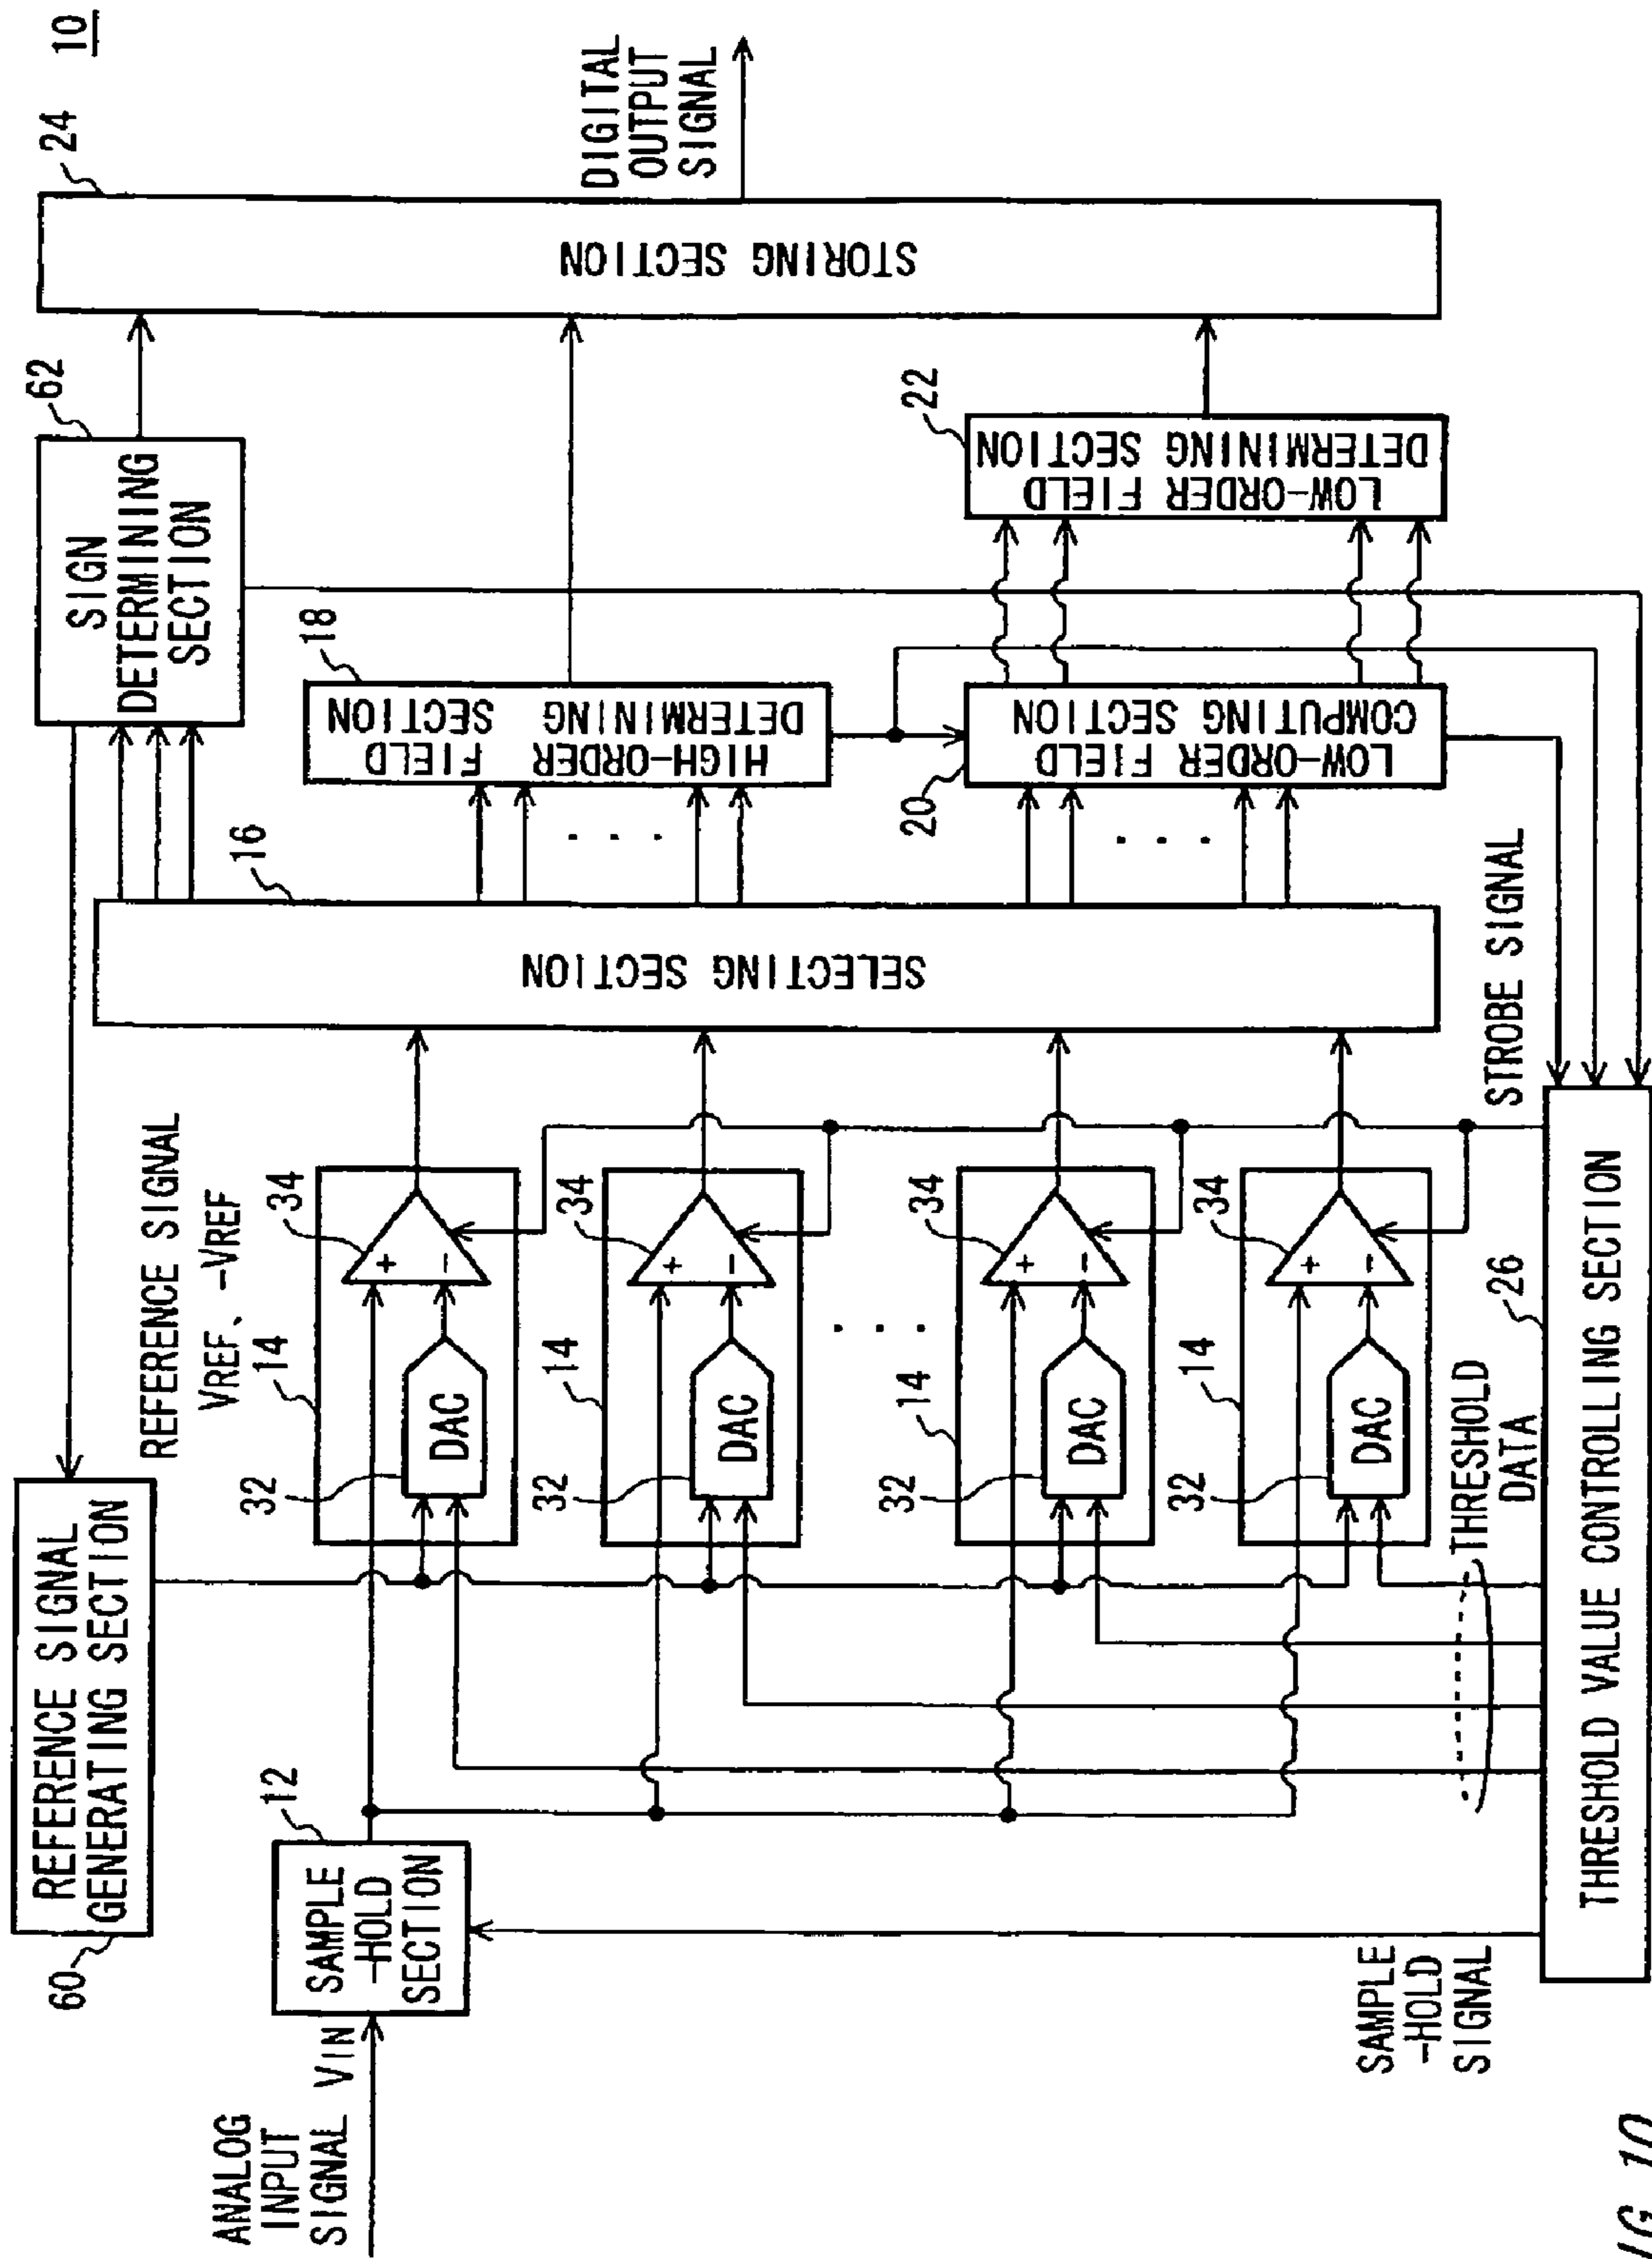 10
REFERENCE SIGNAL
GENERATING SECTION
60
REFERENCE SIGNAL
VREF、-VREF
SIGN
DETERMINING
SECTION
62
24
STORING SECTION
DIGITAL
OUTPUT
SIGNAL
ANALOG
INPUT
SIGNAL VIN
SAMPLE
-HOLD
SECTION
12
14
32
DAC
34
+
−
14
32
DAC
34
+
−
. . .
14
32
DAC
34
+
−
14
32
DAC
34
+
−
16
SELECTING SECTION
18
HIGH-ORDER FIELD
DETERMINING SECTION
. . .
20
LOW-ORDER FIELD
COMPUTING SECTION
. . .
22
LOW-ORDER FIELD
DETERMINING SECTION
STROBE SIGNAL
THRESHOLD
DATA
26
THRESHOLD VALUE CONTROLLING SECTION
SAMPLE
-HOLD
SIGNAL
IG. 10